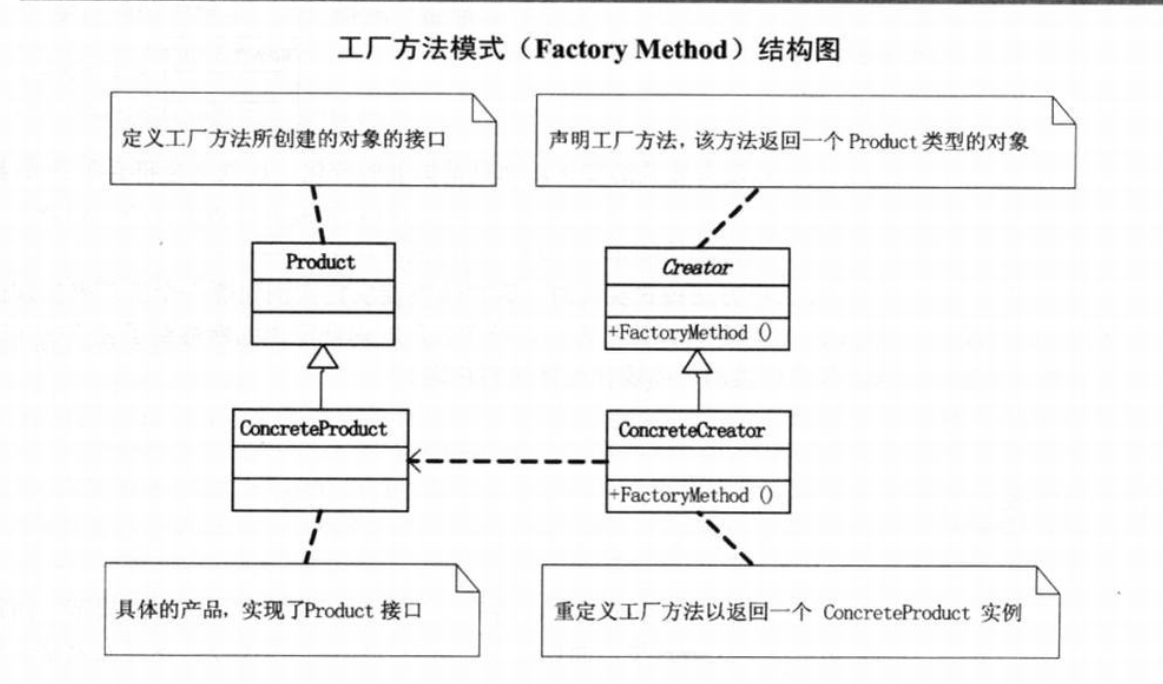 工厂方法模式（Factory Method）结构图
定义工厂方法所创建的对象的接口
声明工厂方法，该方法返回一个 Product 类型的对象
Product
Creator
+FactoryMethod ()
ConcreteProduct
ConcreteCreator
+FactoryMethod ()
具体的产品，实现了Product 接口
重定义工厂方法以返回一个 ConcreteProduct 实例